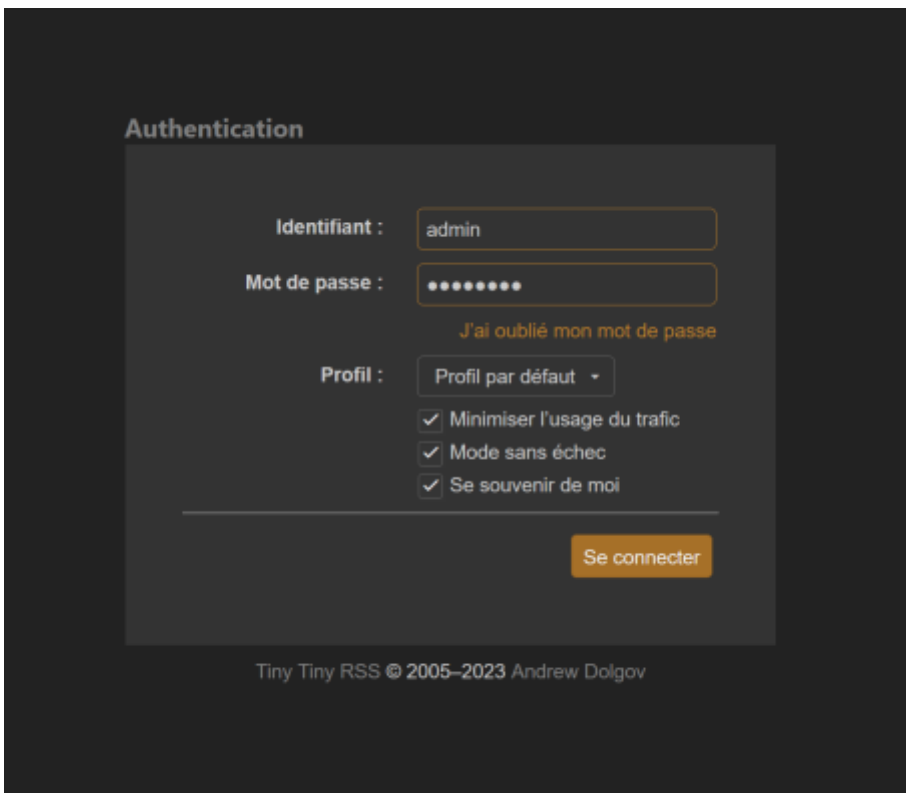 Authentication
Identifiant : admin
Mot de passe : ••••••••
J'ai oublié mon mot de passe
Profil : Profil par défaut
Minimiser l'usage du trafic
Mode sans échec
Se souvenir de moi
Se connecter
Tiny Tiny RSS © 2005–2023 Andrew Dolgov